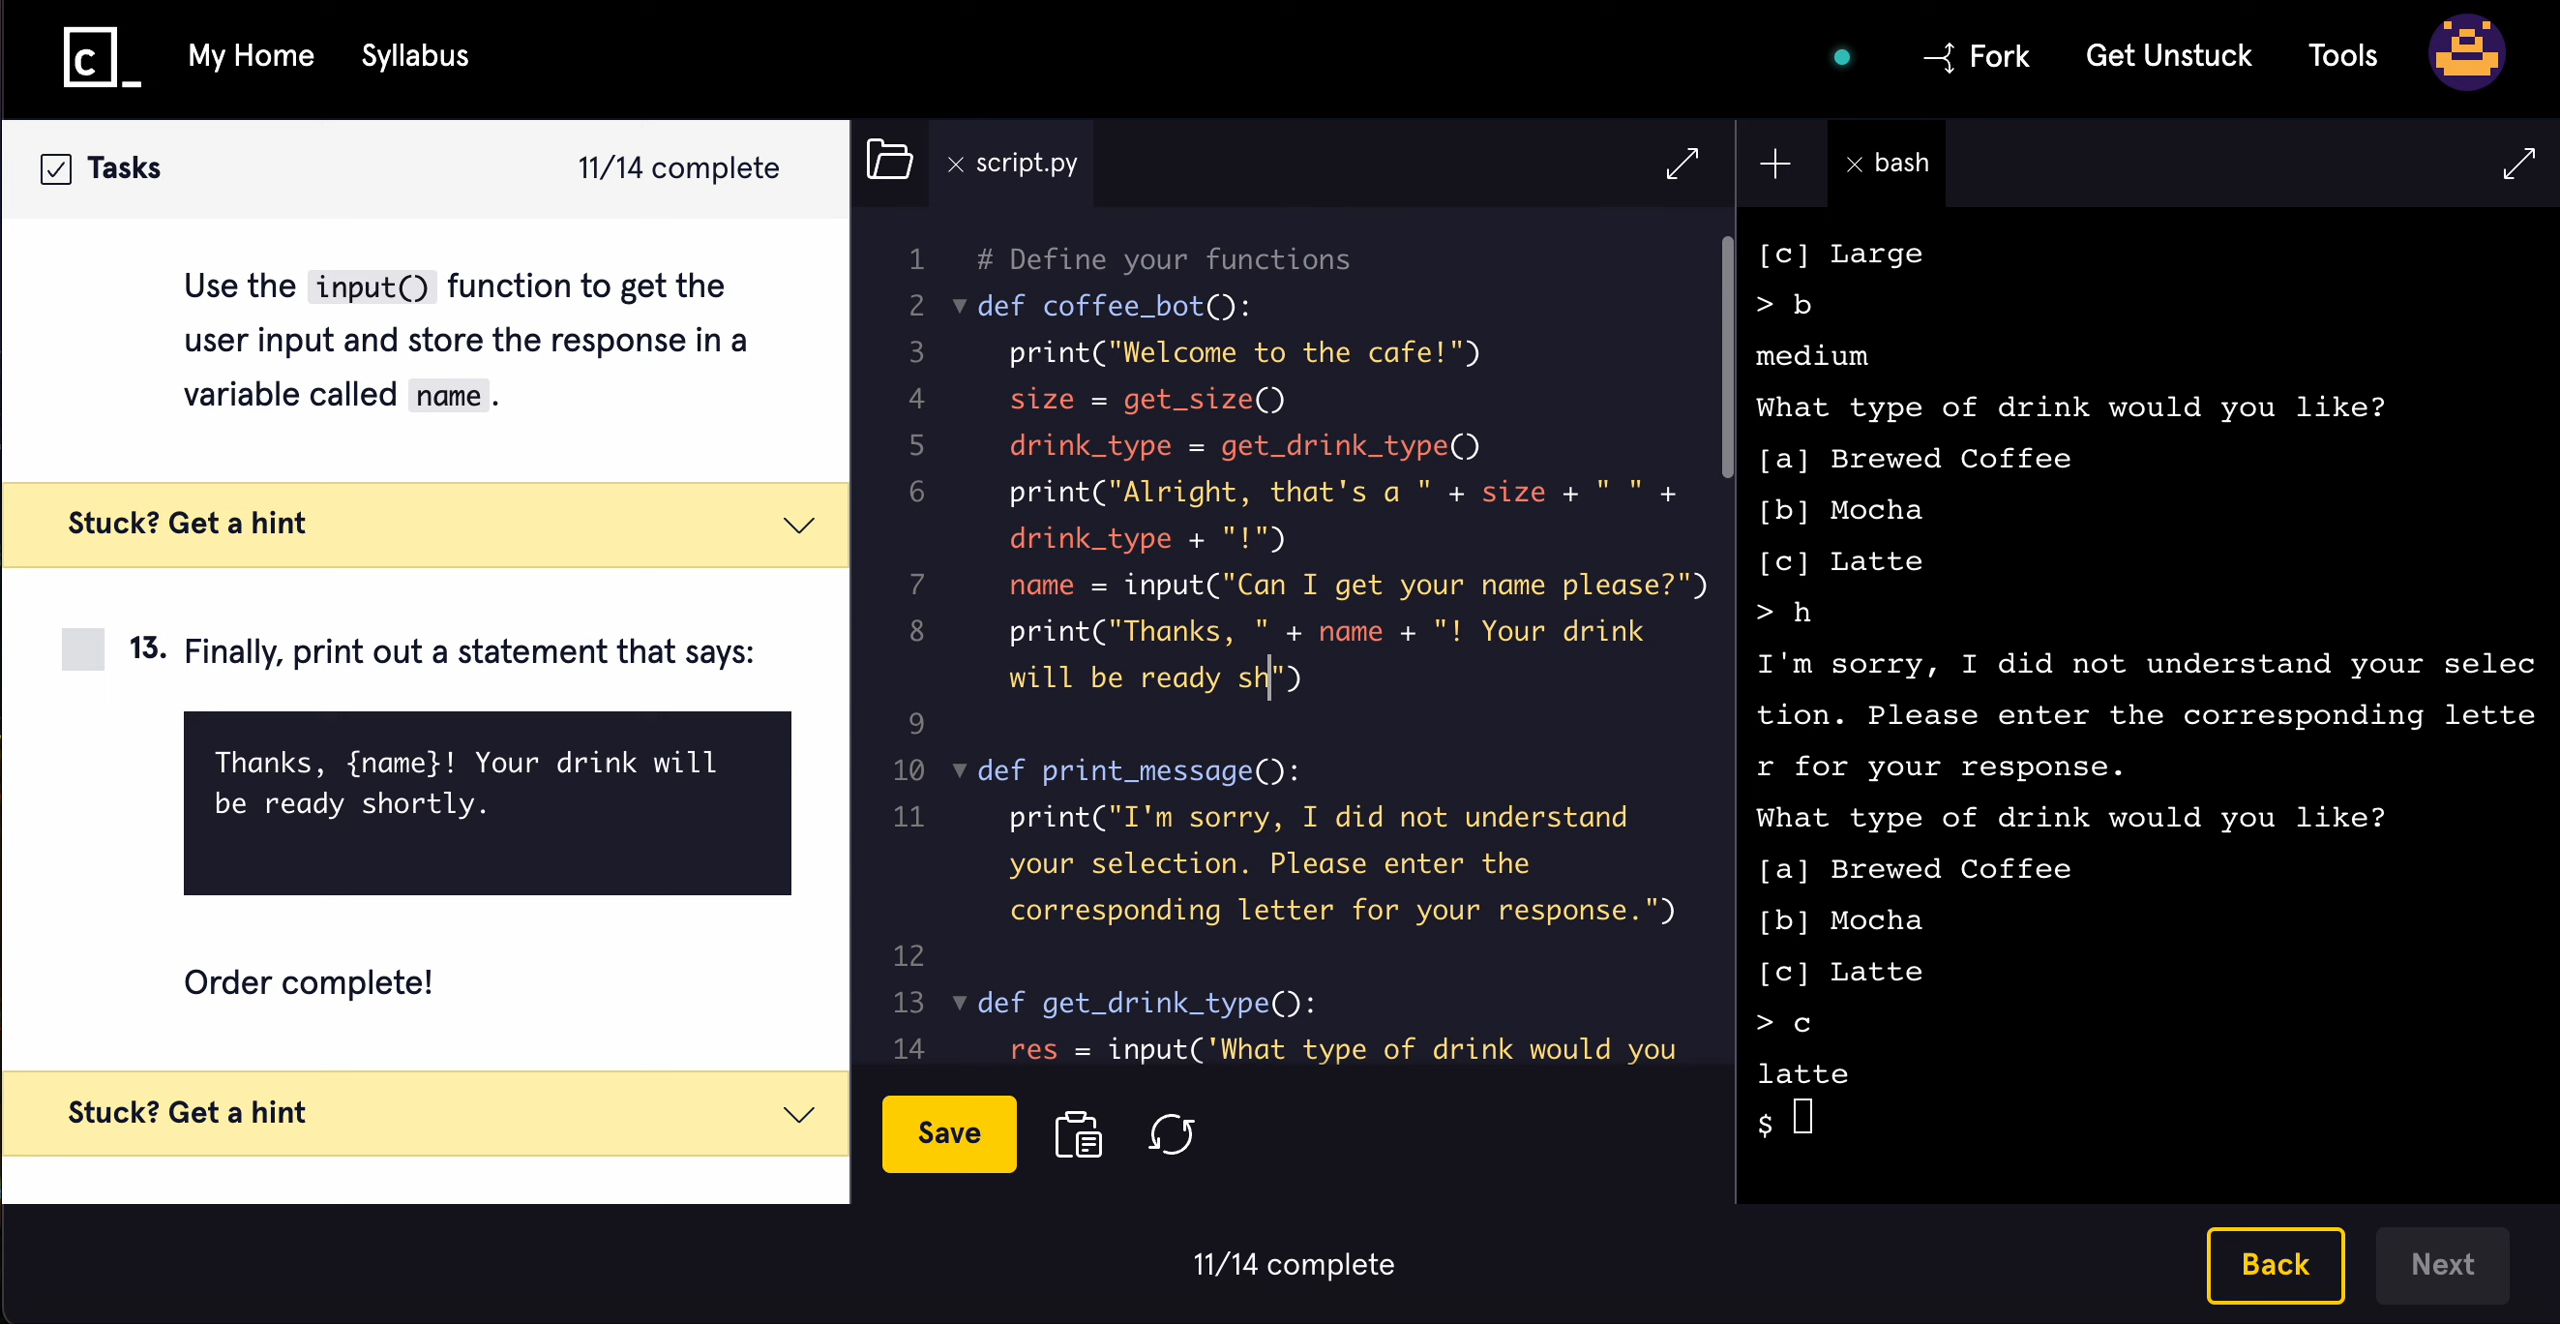 c_
My Home
Syllabus
Fork
Get Unstuck
Tools
Tasks
11/14 complete
Use the input() function to get the
user input and store the response in a
variable called name.
Stuck? Get a hint
13. Finally, print out a statement that says:
Thanks, {name}! Your drink will
be ready shortly.
Order complete!
Stuck? Get a hint
script.py
1 # Define your functions
2 def coffee_bot():
3 print("Welcome to the cafe!")
4 size = get_size()
5 drink_type = get_drink_type()
6 print("Alright, that's a " + size + " " +
drink_type + "!")
7 name = input("Can I get your name please?")
8 print("Thanks, " + name + "! Your drink
will be ready sh")
9
10 def print_message():
11 print("I'm sorry, I did not understand
your selection. Please enter the
corresponding letter for your response.")
12
13 def get_drink_type():
14 res = input('What type of drink would you
Save
bash
[c] Large
> b
medium
What type of drink would you like?
[a] Brewed Coffee
[b] Mocha
[c] Latte
> h
I'm sorry, I did not understand your selec
tion. Please enter the corresponding lette
r for your response.
What type of drink would you like?
[a] Brewed Coffee
[b] Mocha
[c] Latte
> c
latte
$
11/14 complete
Back
Next